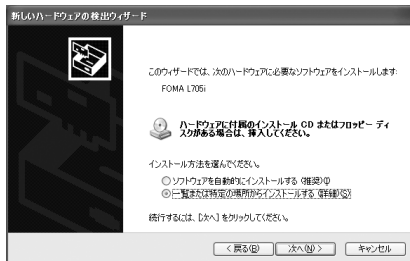 新しいハードウェアの検出ウィザード
このウィザードでは、次のハードウェアに必要なソフトウェアをインストールします:
FOMA L705i
ハードウェアに付属のインストール CD またはフロッピー ディ
スクがある場合は、挿入してください。
インストール方法を選んでください。
ソフトウェアを自動的にインストールする (推奨)(I)
一覧または特定の場所からインストールする (詳細)(S)
続行するには、[次へ] をクリックしてください。
< 戻る(B)
次へ(N) >
キャンセル